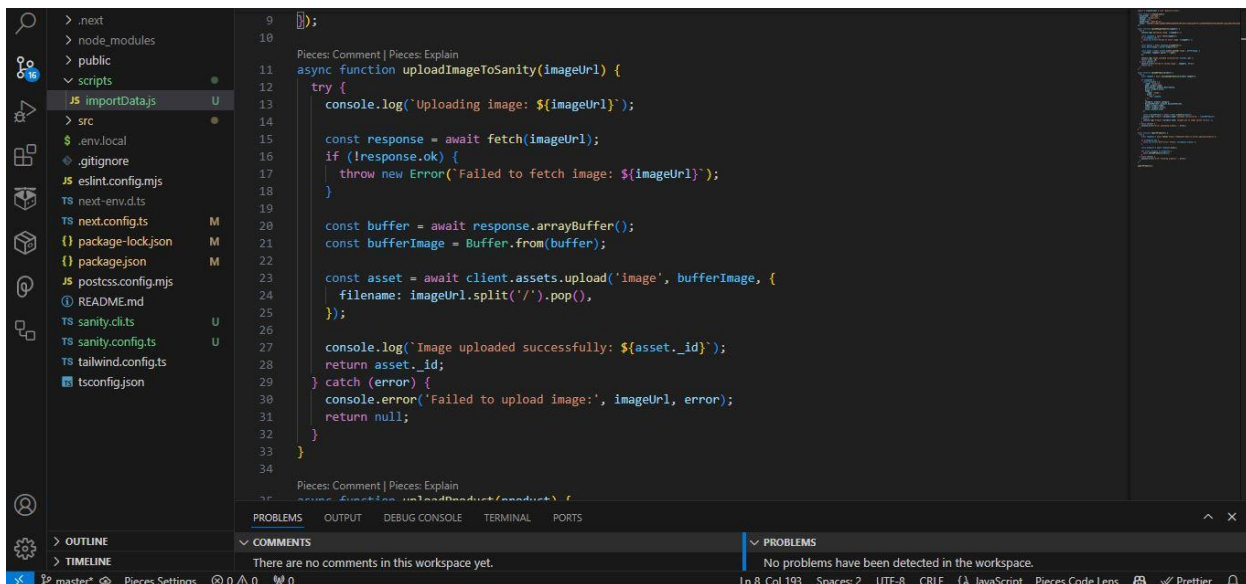 > .next
> node_modules
> public
scripts
JS importData.js U
> src
$ .env.local
.gitignore
JS eslint.config.mjs
TS next-env.d.ts
TS next.config.ts M
{} package-lock.json M
{} package.json M
JS postcss.config.mjs
README.md
TS sanity.cli.ts U
TS sanity.config.ts U
TS tailwind.config.ts
tsconfig.json
16
> OUTLINE
> TIMELINE
9 });
10
Pieces: Comment | Pieces: Explain
11 async function uploadImageToSanity(imageUrl) {
12 try {
13 console.log(`Uploading image: ${imageUrl}`);
14
15 const response = await fetch(imageUrl);
16 if (!response.ok) {
17 throw new Error(`Failed to fetch image: ${imageUrl}`);
18 }
19
20 const buffer = await response.arrayBuffer();
21 const bufferImage = Buffer.from(buffer);
22
23 const asset = await client.assets.upload('image', bufferImage, {
24 filename: imageUrl.split('/').pop(),
25 });
26
27 console.log(`Image uploaded successfully: ${asset._id}`);
28 return asset._id;
29 } catch (error) {
30 console.error('Failed to upload image:', imageUrl, error);
31 return null;
32 }
33 }
34
Pieces: Comment | Pieces: Explain
35 async function uploadProduct(product) {
PROBLEMS OUTPUT DEBUG CONSOLE TERMINAL PORTS
COMMENTS
There are no comments in this workspace yet.
PROBLEMS
No problems have been detected in the workspace.
master* Pieces Settings 0 0 0 Ln 8, Col 193 Spaces: 2 UTF-8 CRLF {} JavaScript Pieces Code Lens Prettier